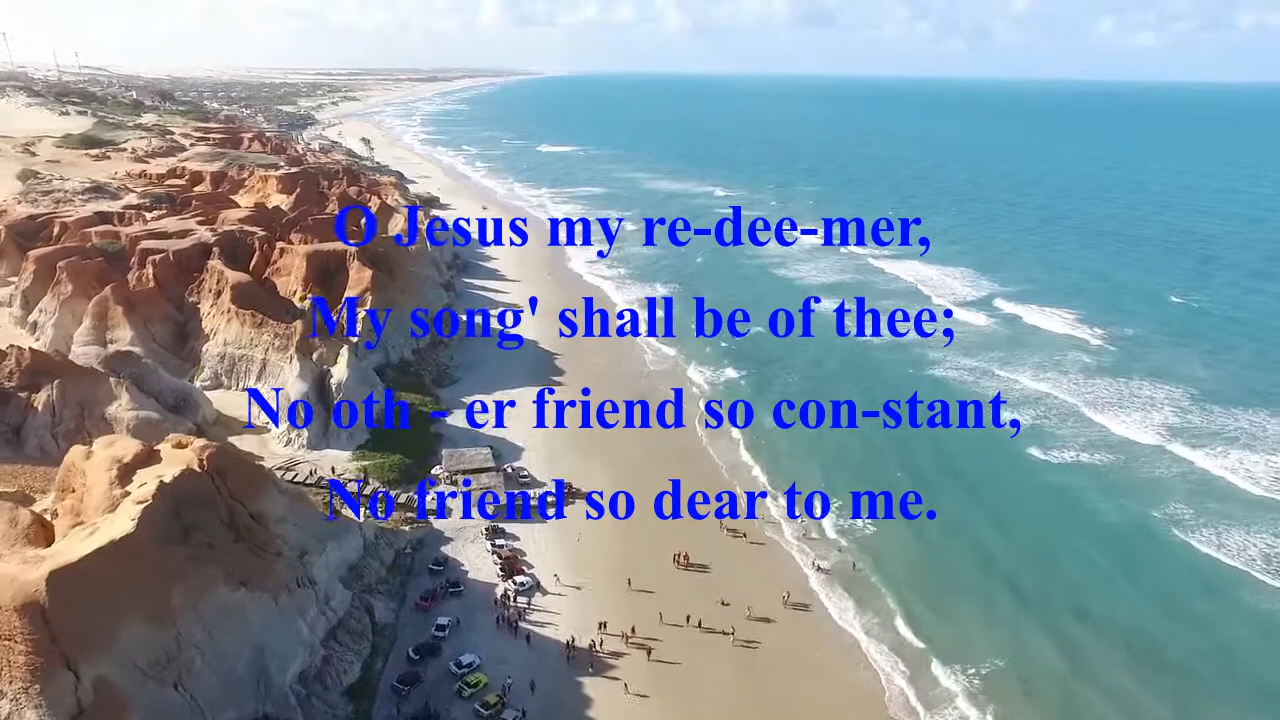 O Jesus my re-dee-mer,
My song' shall be of thee;
No oth - er friend so con-stant,
No friend so dear to me.